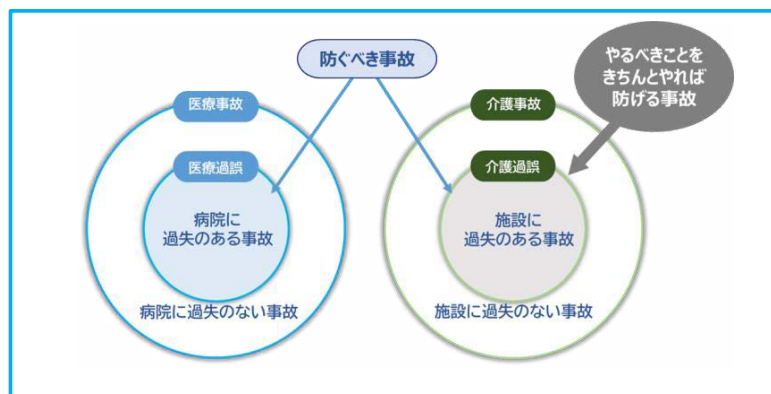 防ぐべき事故
やるべきことを
きちんとやれば
防げる事故
医療事故
医療過誤
病院に
過失のある事故
病院に過失のない事故
介護事故
介護過誤
施設に
過失のある事故
施設に過失のない事故